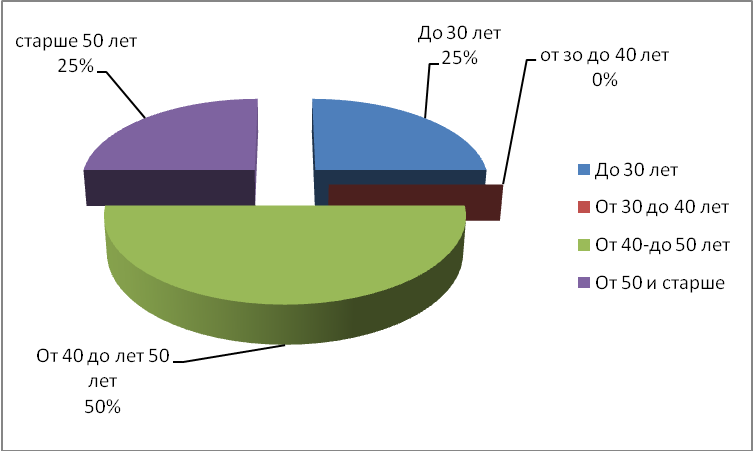 старше 50 лет
25%
До 30 лет
25%
от зо до 40 лет
0%
До 30 лет
От 30 до 40 лет
От 40-до 50 лет
От 50 и старше
От 40 до лет 50
лет
50%